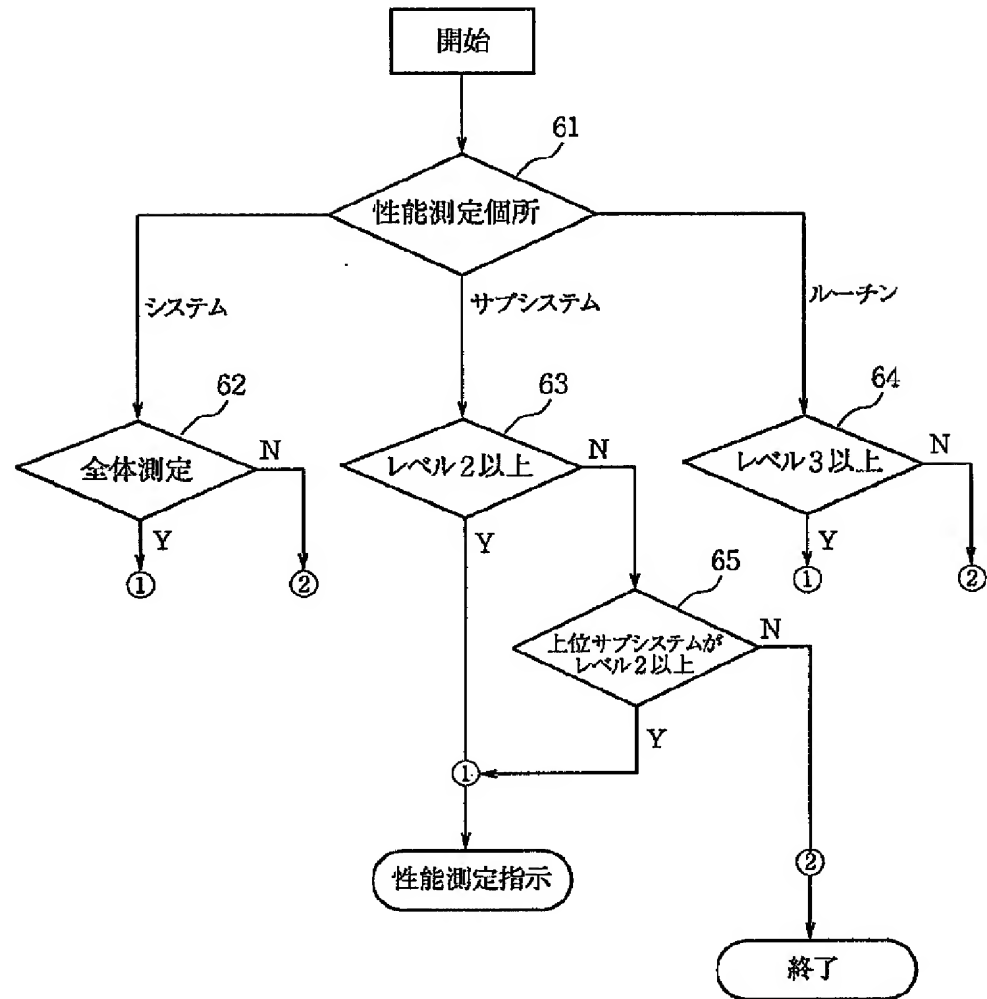 開始
61
性能測定個所
システム
サブシステム
ルーチン
62
63
64
全体測定
N
レベル2以上
N
レベル3以上
N
Y
Y
Y
①
②
①
②
65
上位サブシステムが
レベル2以上
N
Y
①
②
性能測定指示
終了